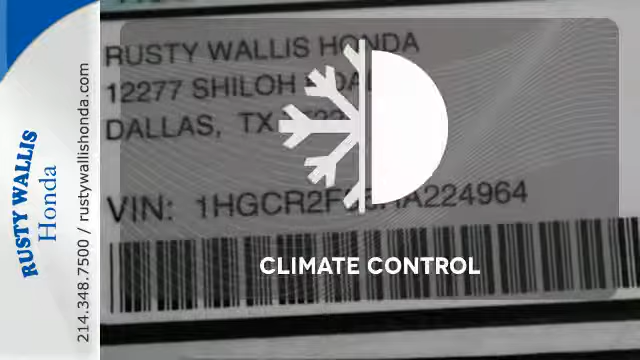 RUSTY WALLIS
Honda
214.348.7500 / rustywallishonda.com
RUSTY WALLIS HONDA
12277 SHILOH
DALLAS, TX
VIN:
CLIMATE CONTROL